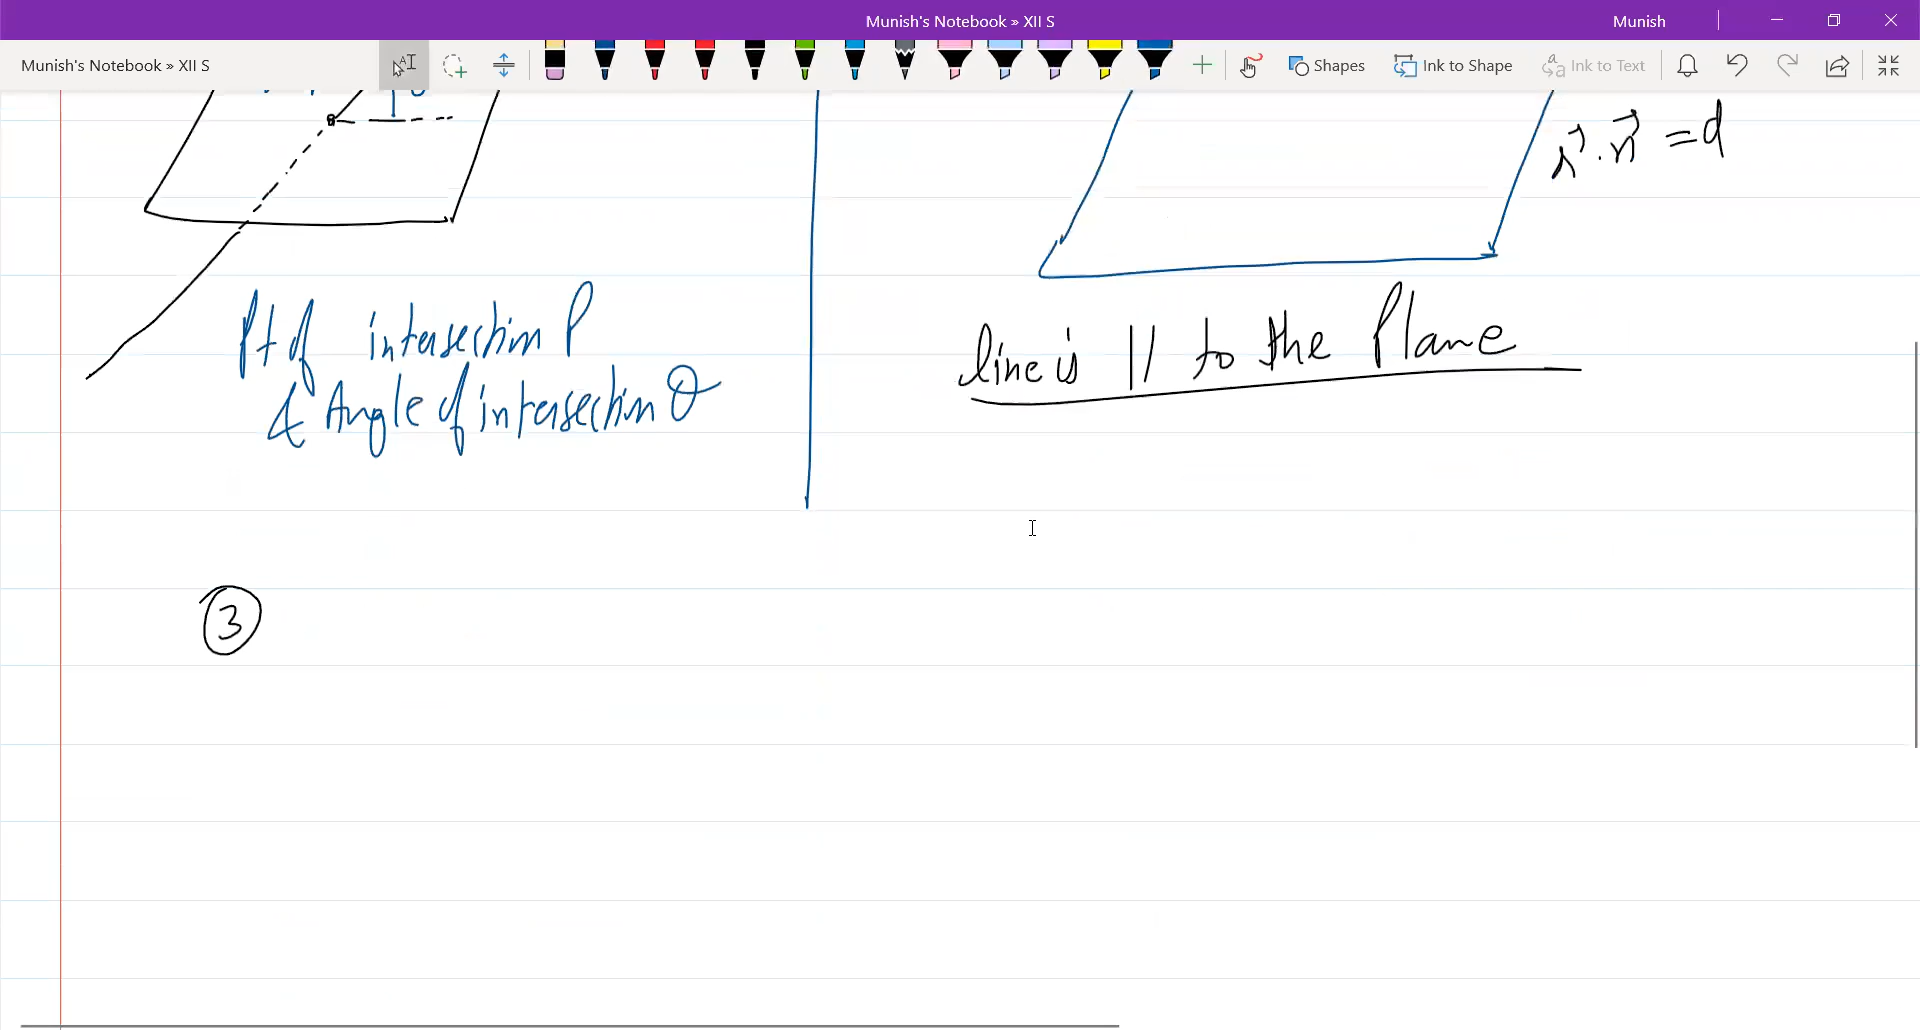 Munish's Notebook » XII S
Munish
Munish's Notebook » XII S
Shapes
Ink to Shape
Ink to Text
θ
r⃗ . n⃗ = d
Pt of intersection P
& Angle of intersection θ
line is || to the Plane
3